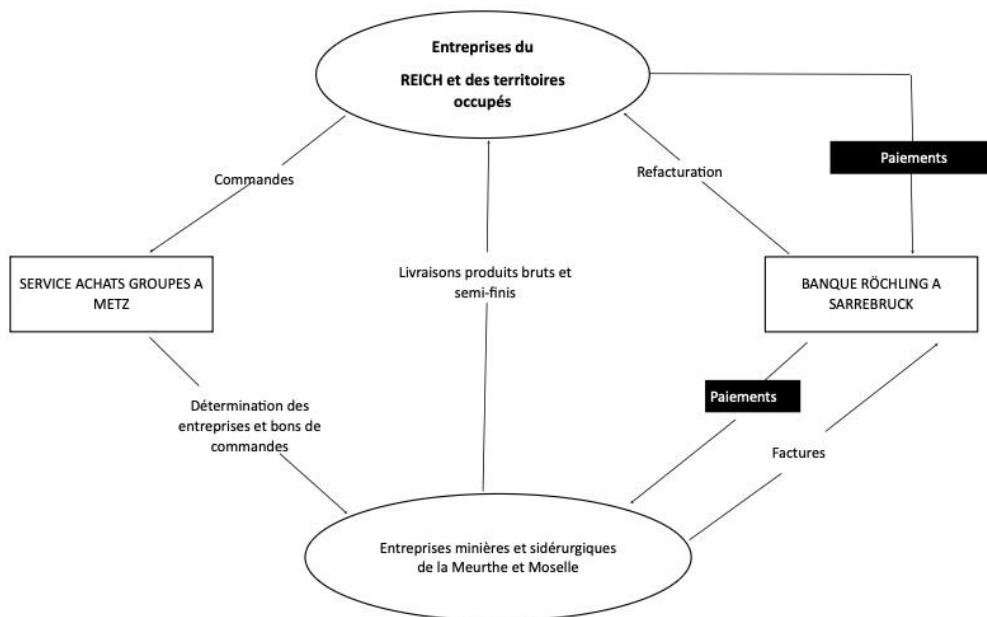 Entreprises du
REICH et des territoires
occupés
Paiements
Commandes
Refacturation
SERVICE ACHATS GROUPES A
METZ
Livraisons produits bruts et
semi-finis
BANQUE RÖCHLING A
SARREBRUCK
Paiements
Détermination des
entreprises et bons de
commandes
Factures
Entreprises minières et sidérurgiques
de la Meurthe et Moselle